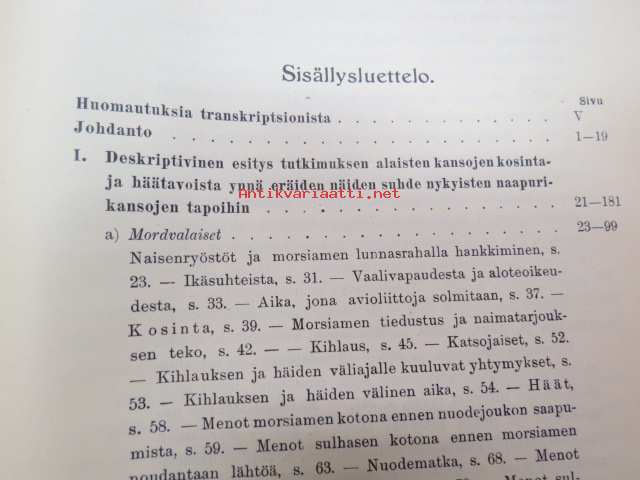 Sisällysluettelo.
Sivu
Huomautuksia transkriptsionista . . . . . . . . . . . V
Johdanto . . . . . . . . . . . . . . . . . . 1—19
I. Deskriptivinen esitys tutkimuksen alaisten kansojen kosinta-
ja häätavoista ynnä eräiden näiden suhde nykyisten naapuri-
Antikvariaatti.net
kansojen tapoihin . . . . . . . . . . . . . 21—181
a) Mordvalaiset . . . . . . . . . . . . . . 23—99
Naisenryöstöt ja morsiamen lunnasrahalla hankkiminen, s.
23. — Ikäsuhteista, s. 31. — Vaalivapaudesta ja aloteoikeu-
desta, s. 33. — Aika, jona avioliittoja solmitaan, s. 37. —
Kosinta, s. 39. — Morsiamen tiedustus ja naimatarjouk-
sen teko, s. 42. — — Kihlaus, s. 45. — Katsojaiset, s. 52.
— Kihlauksen ja häiden väliajalle kuuluvat yhtymykset, s.
53. — Kihlauksen ja häiden välinen aika, s. 54. — Häät,
s. 58. — Menot morsiamen kotona ennen nuodejoukon saapu-
mista, s. 59. — Menot sulhasen kotona ennen morsiamen
noudantaan lähtöä, s. 63. — Nuodematka, s. 68. — Menot
s. 78. — Menot sul-